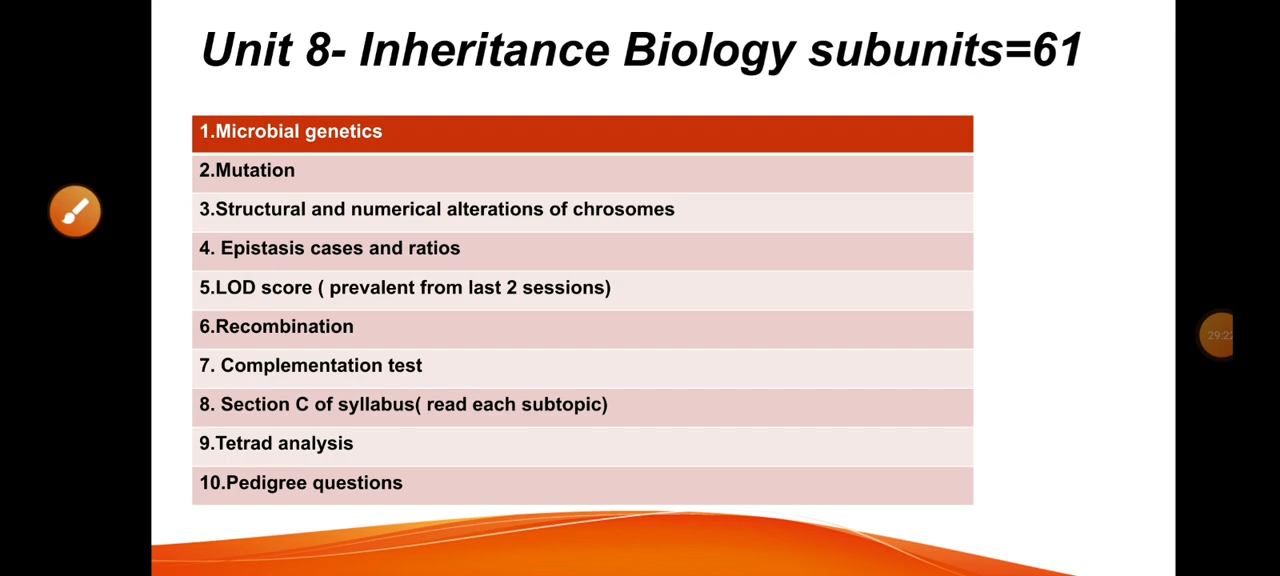 Unit 8- Inheritance Biology subunits=61
1.Microbial genetics
2.Mutation
3.Structural and numerical alterations of chrosomes
4. Epistasis cases and ratios
5.LOD score ( prevalent from last 2 sessions)
6.Recombination
7. Complementation test
8. Section C of syllabus( read each subtopic)
9.Tetrad analysis
10.Pedigree questions